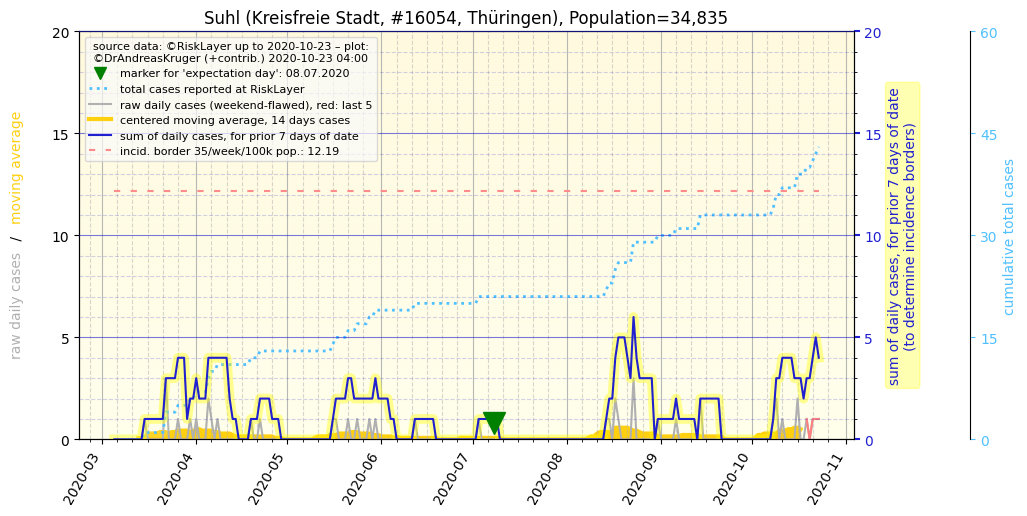 Suhl (Kreisfreie Stadt, #16054, Thüringen), Population=34,835
source data: ©RiskLayer up to 2020-10-23 – plot:
©DrAndreasKruger (+contrib.) 2020-10-23 04:00
marker for 'expectation day': 08.07.2020
total cases reported at RiskLayer
raw daily cases (weekend-flawed), red: last 5
centered moving average, 14 days cases
sum of daily cases, for prior 7 days of date
incid. border 35/week/100k pop.: 12.19
raw daily cases / moving average
20
15
10
5
0
2020-03
2020-04
2020-05
2020-06
2020-07
2020-08
2020-09
2020-10
2020-11
20
15
10
5
0
sum of daily cases, for prior 7 days of date
(to determine incidence borders)
60
45
30
15
0
cumulative total cases